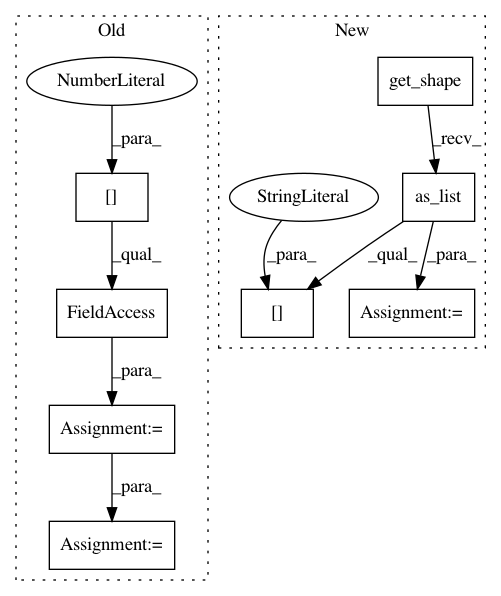 Old
NumberLiteral
_para_
[]
_qual_
FieldAccess
_para_
Assignment:=
_para_
Assignment:=
New
get_shape
_recv_
StringLiteral
as_list
_para_
_qual_
_para_
[]
Assignment:=